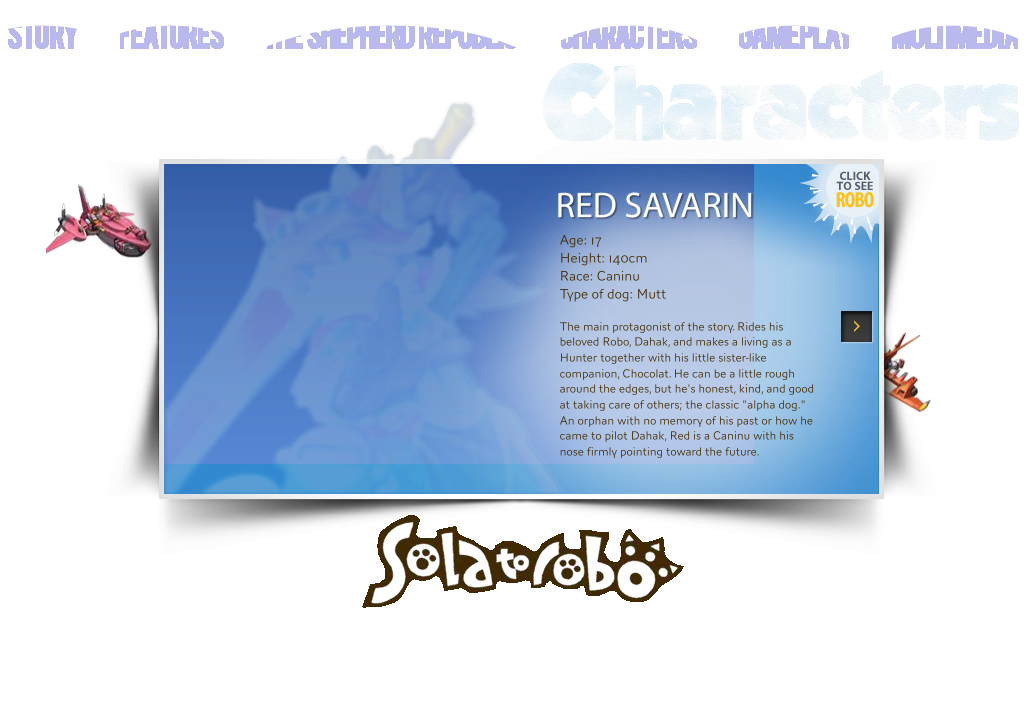 STORY FEATURES THE SHEPHERD REPUBLIC CHARACTERS GAMEPLAY MULTIMEDIA
Characters
CLICK
TO SEE
ROBO
RED SAVARIN
Age: 17
Height: 140cm
Race: Caninu
Type of dog: Mutt
The main protagonist of the story. Rides his
beloved Robo, Dahak, and makes a living as a
Hunter together with his little sister-like
companion, Chocolat. He can be a little rough
around the edges, but he's honest, kind, and good
at taking care of others; the classic "alpha dog."
An orphan with no memory of his past or how he
came to pilot Dahak, Red is a Caninu with his
nose firmly pointing toward the future.
Solatorobo